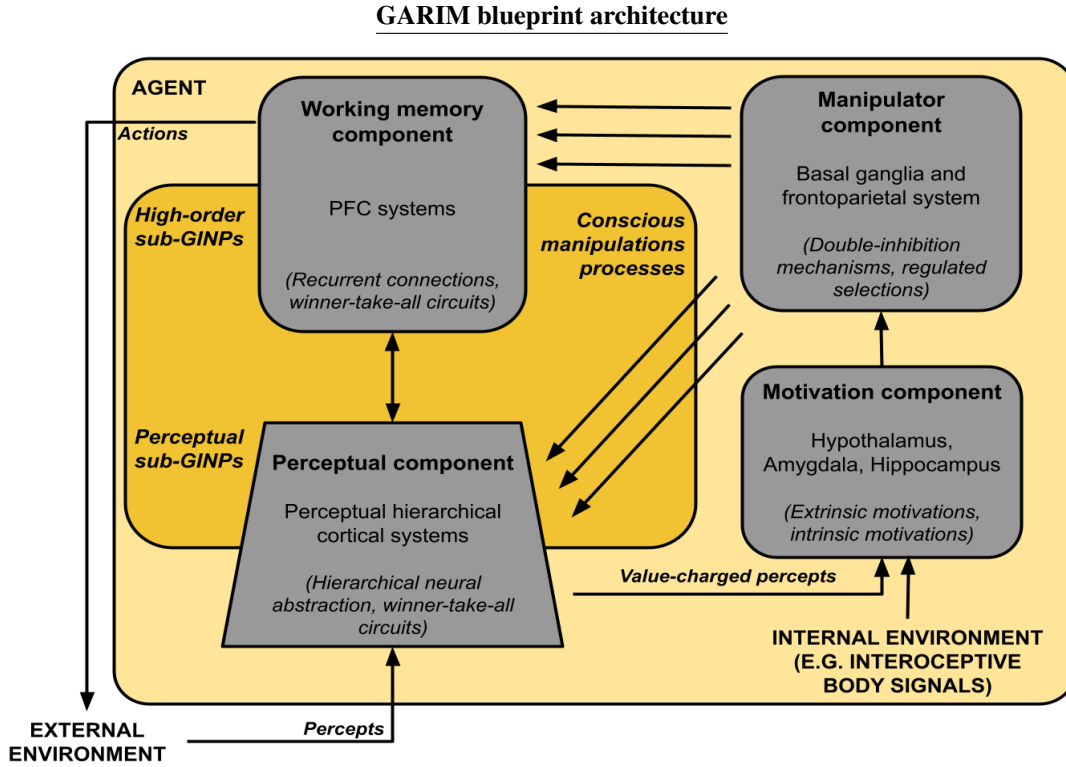 GARIM blueprint architecture
AGENT
Actions
Working memory
component
PFC systems
(Recurrent connections,
winner-take-all circuits)
Manipulator
component
Basal ganglia and
frontoparietal system
(Double-inhibition
mechanisms, regulated
selections)
High-order
sub-GINPs
Conscious
manipulations
processes
Perceptual
sub-GINPs
Perceptual component
Perceptual hierarchical
cortical systems
(Hierarchical neural
abstraction, winner-take-all
circuits)
Motivation component
Hypothalamus,
Amygdala, Hippocampus
(Extrinsic motivations,
intrinsic motivations)
Value-charged percepts
INTERNAL ENVIRONMENT
(E.G. INTEROCEPTIVE
BODY SIGNALS)
EXTERNAL
ENVIRONMENT
Percepts